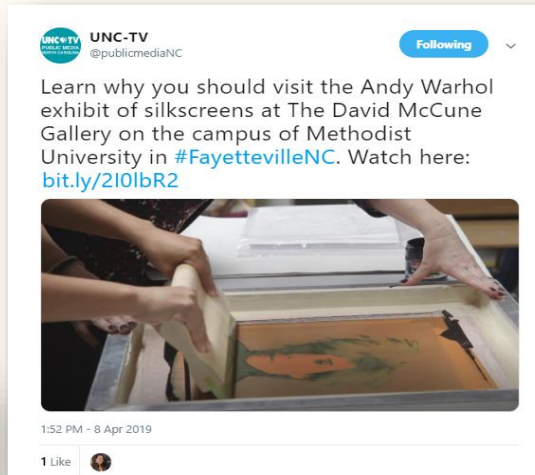 UNC-TV
PUBLIC MEDIA
NORTH CAROLINA
UNC-TV
@publicmediaNC
Following
Learn why you should visit the Andy Warhol
exhibit of silkscreens at The David McCune
Gallery on the campus of Methodist
University in #FayettevilleNC. Watch here:
bit.ly/2I0lbR2
1:52 PM - 8 Apr 2019
1 Like